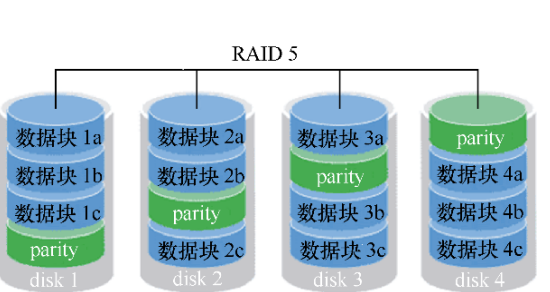 RAID 5
数据块 1a
数据块 1b
数据块 1c
parity
disk 1
数据块 2a
数据块 2b
parity
数据块 2c
disk 2
数据块 3a
parity
数据块 3b
数据块 3c
disk 3
parity
数据块 4a
数据块 4b
数据块 4c
disk 4